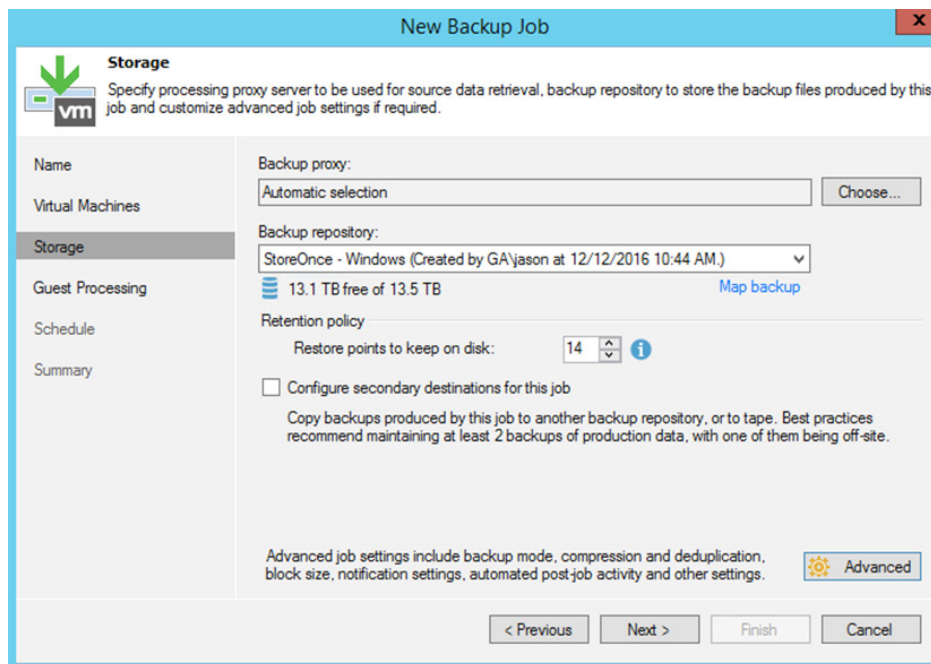 New Backup Job
x
Storage
Specify processing proxy server to be used for source data retrieval, backup repository to store the backup files produced by this
job and customize advanced job settings if required.
vm
Name
Virtual Machines
Storage
Guest Processing
Schedule
Summary
Backup proxy:
Automatic selection
Choose...
Backup repository:
StoreOnce - Windows (Created by GA\jason at 12/12/2016 10:44 AM.)
13.1 TB free of 13.5 TB
Map backup
Retention policy
Restore points to keep on disk:
14
i
Configure secondary destinations for this job
Copy backups produced by this job to another backup repository, or to tape. Best practices
recommend maintaining at least 2 backups of production data, with one of them being off-site.
Advanced job settings include backup mode, compression and deduplication,
block size, notification settings, automated post-job activity and other settings.
Advanced
< Previous
Next >
Finish
Cancel